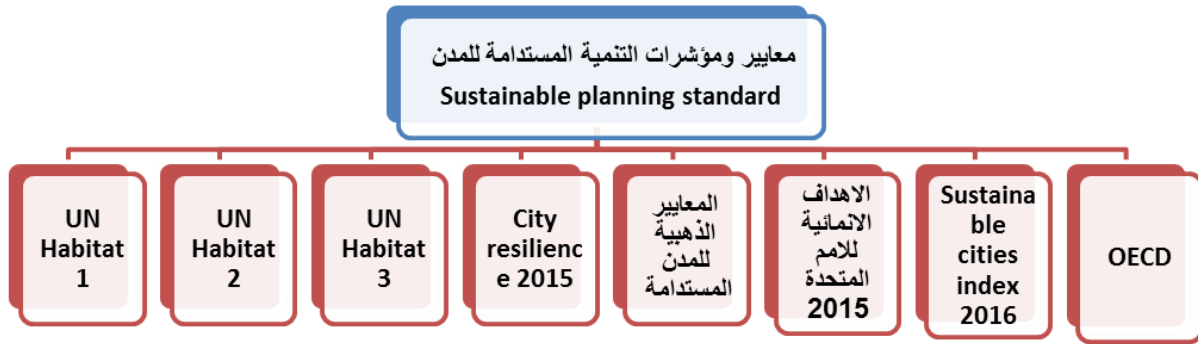 معايير ومؤشرات التنمية المستدامة للمدن
Sustainable planning standard
UN
Habitat
1
UN
Habitat
2
UN
Habitat
3
City
resilienc
e 2015
المعايير
الذهبية
للمدن
المستدامة
الاهداف
الانمائية
للامم
المتحدة
2015
Sustaina
ble
cities
index
2016
OECD